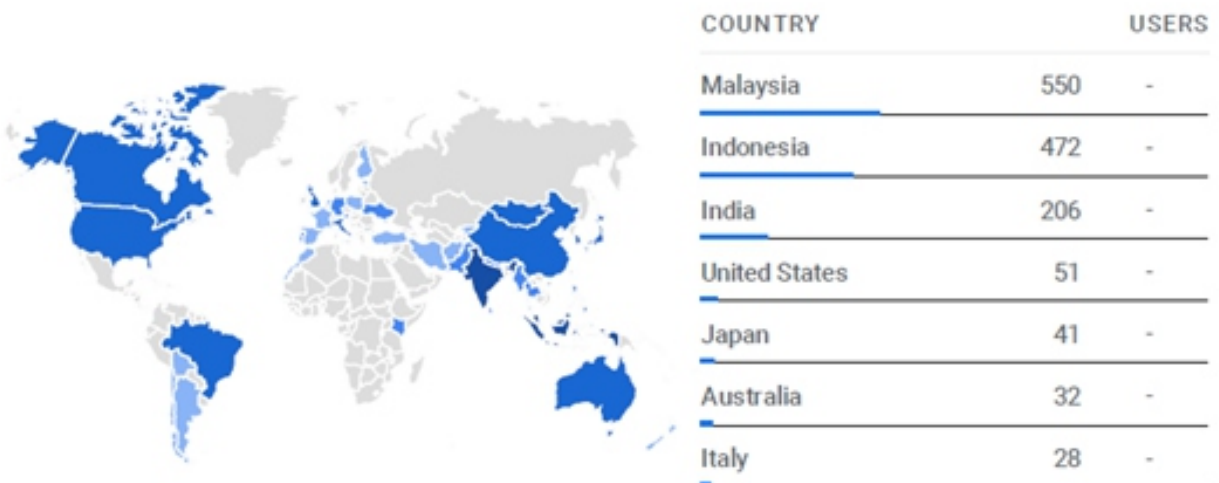 COUNTRY USERS
Malaysia 550 -
Indonesia 472 -
India 206 -
United States 51 -
Japan 41 -
Australia 32 -
Italy 28 -